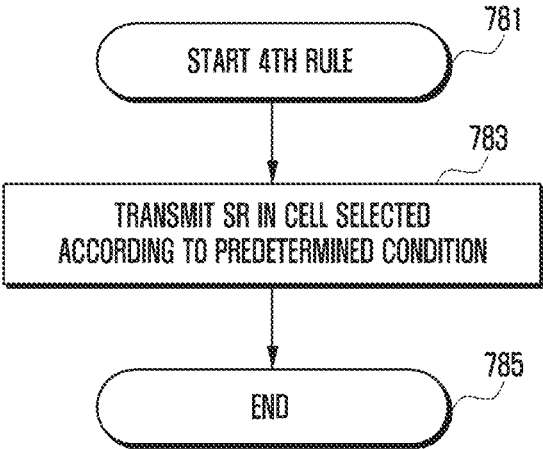 781
START 4TH RULE
783
TRANSMIT SR IN CELL SELECTED
ACCORDING TO PREDETERMINED CONDITION
785
END